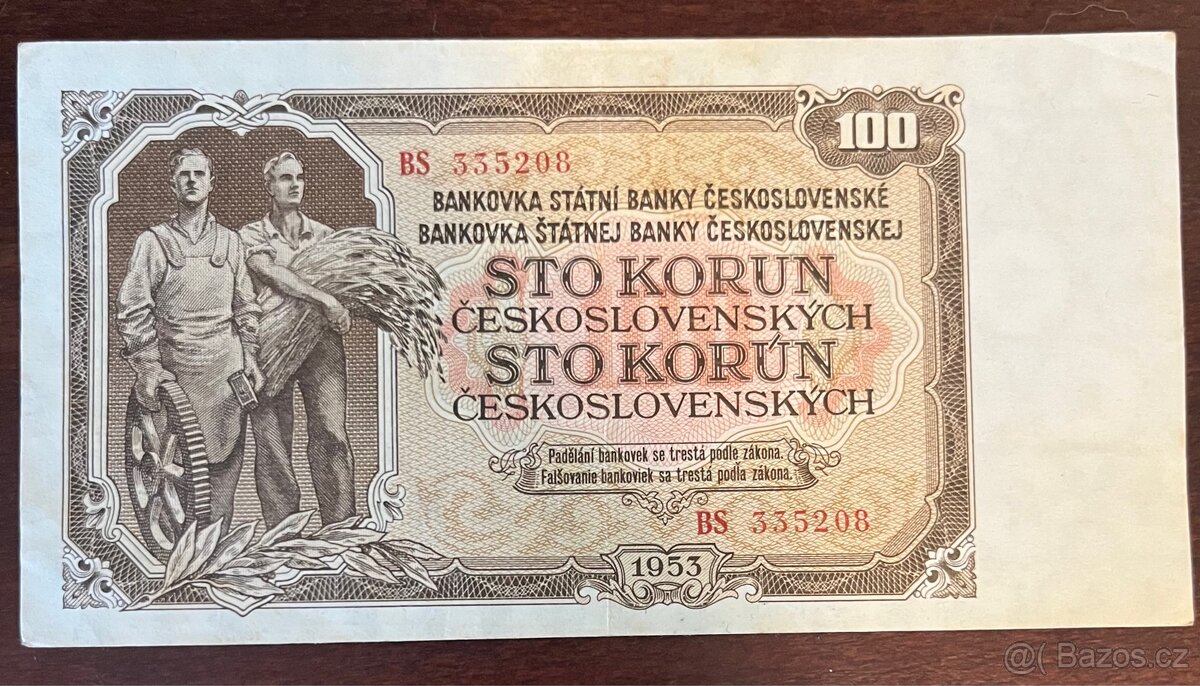 100
BS 335208
BANKOVKA STÁTNÍ BANKY ČESKOSLOVENSKÉ
BANKOVKA ŠTÁTNEJ BANKY ČESKOSLOVENSKEJ
STO KORUN
ČESKOSLOVENSKÝCH
STO KORÚN
ČESKOSLOVENSKÝCH
Padělání bankovek se trestá podle zákona.
Falšovanie bankoviek sa trestá podľa zákona.
BS 335208
1953
@( Bazos.cz